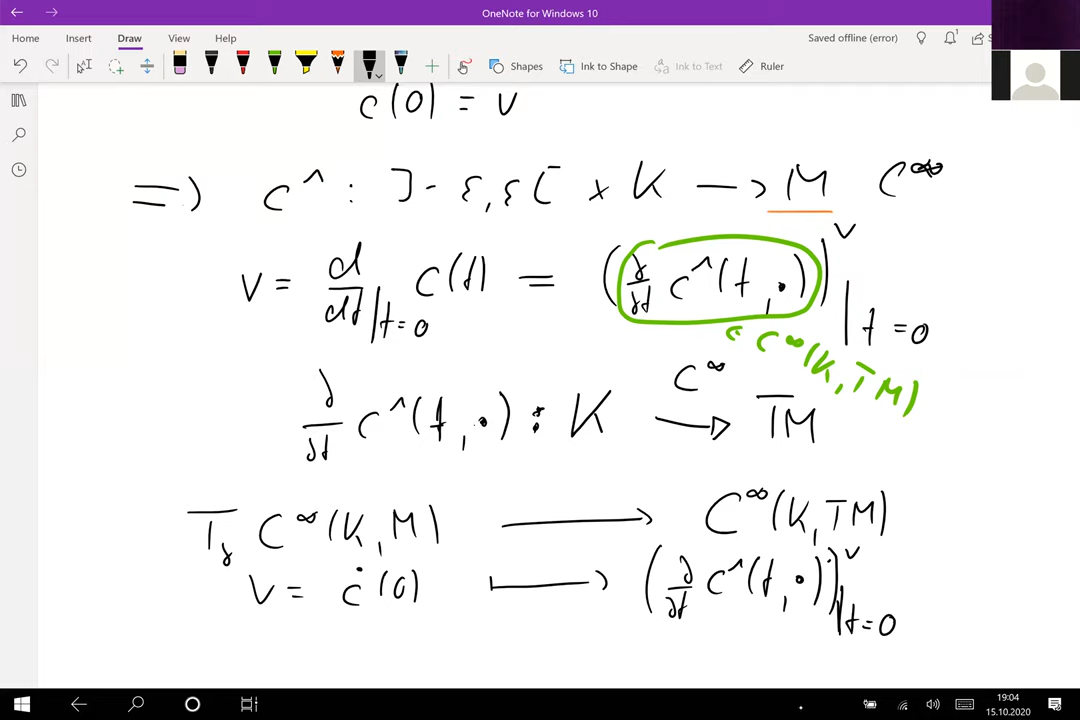 OneNote for Windows 10
Home Insert Draw View Help Saved offline (error)
Shapes Ink to Shape Ink to Text Ruler
c(0) = v
=> c^ : ]-ε,ε[ x K → M C^∞
v = d/dt|t=0 c(t) = (∂/∂t c^(t, •))^∨ |t=0
∈ C^∞(K, TM)
∂/∂t c^(t, •) : K → TM C^∞
T_γ C^∞(K, M) → C^∞(K, TM)
v = ċ(0) ↦ (∂/∂t c^(t, •))^∨ |t=0
19:04
15.10.2020